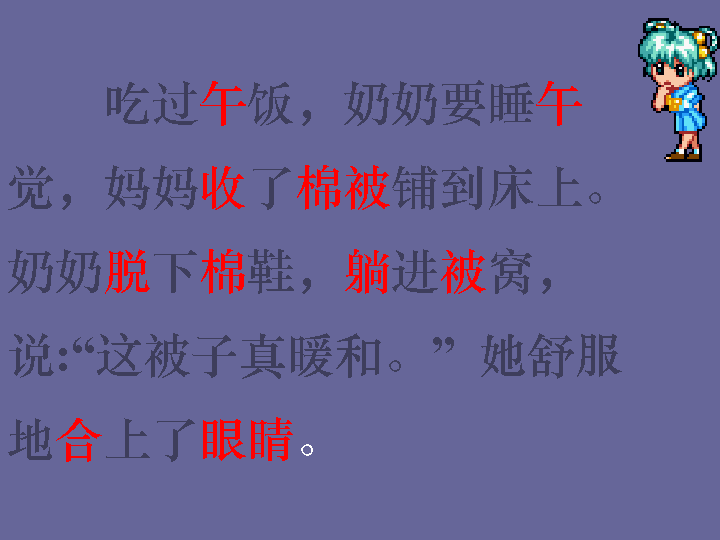 吃过午饭，奶奶要睡午
觉，妈妈收了棉被铺到床上。
奶奶脱下棉鞋，躺进被窝，
说:“这被子真暖和。” 她舒服
地合上了眼睛。